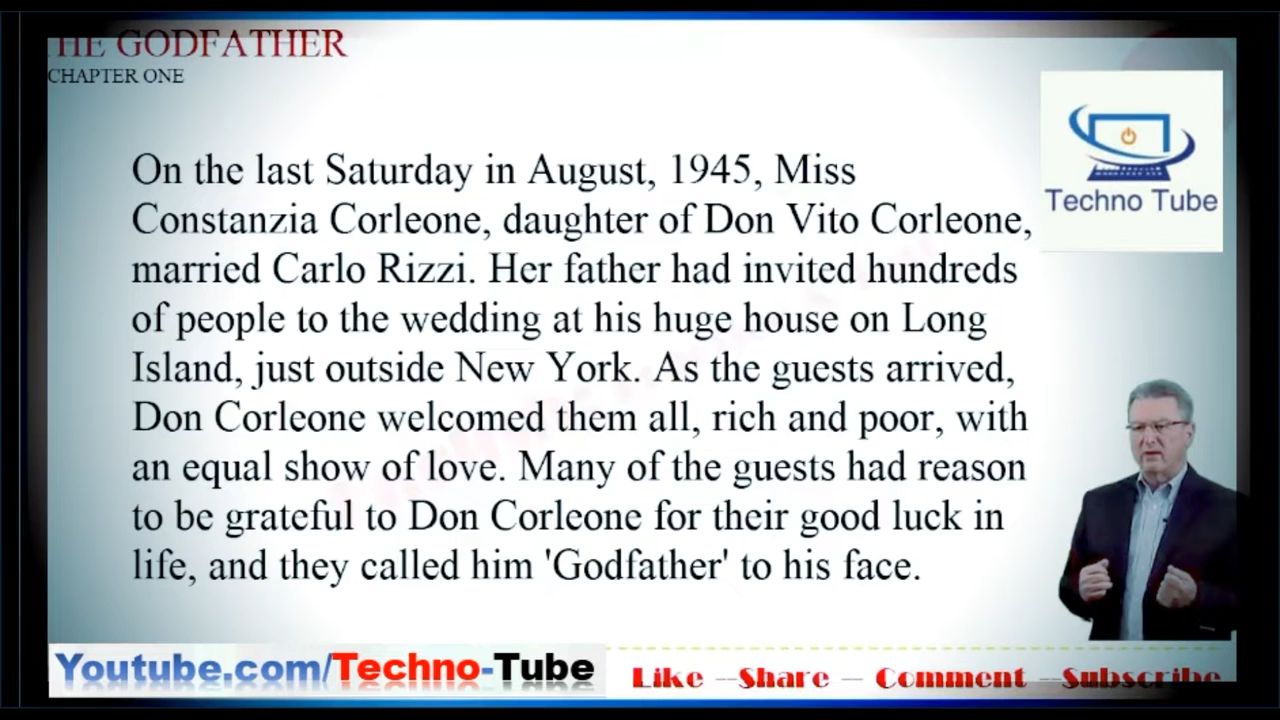 THE GODFATHER
CHAPTER ONE
On the last Saturday in August, 1945, Miss
Constanzia Corleone, daughter of Don Vito Corleone,
married Carlo Rizzi. Her father had invited hundreds
of people to the wedding at his huge house on Long
Island, just outside New York. As the guests arrived,
Don Corleone welcomed them all, rich and poor, with
an equal show of love. Many of the guests had reason
to be grateful to Don Corleone for their good luck in
life, and they called him 'Godfather' to his face.
Techno Tube
Youtube.com/Techno-Tube
Like --Share -- Comment --Subscribe